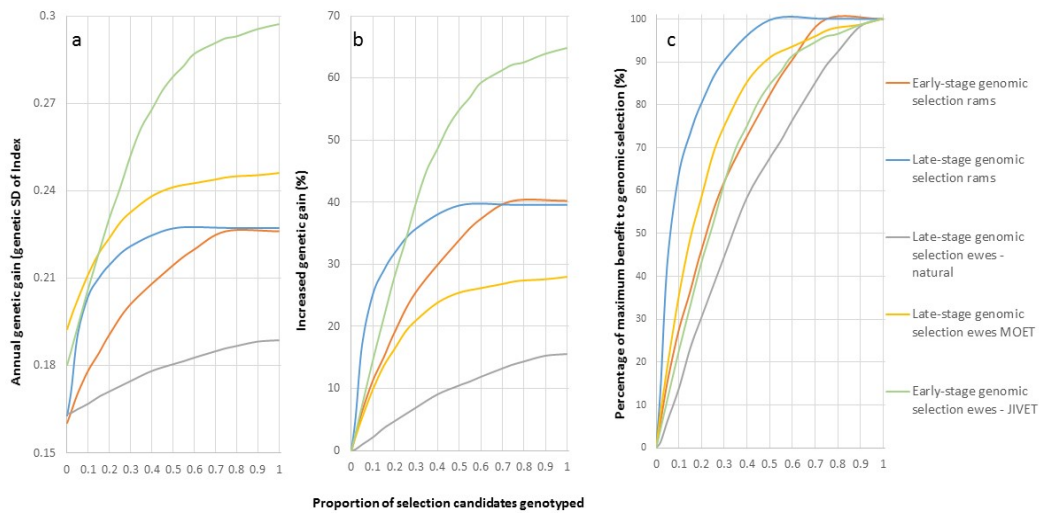 a
Annual genetic gain (genetic SD of Index
0.3
0.27
0.24
0.21
0.18
0.15
0 0.1 0.2 0.3 0.4 0.5 0.6 0.7 0.8 0.9 1
b
Increased genetic gain (%)
70
60
50
40
30
20
10
0
0 0.1 0.2 0.3 0.4 0.5 0.6 0.7 0.8 0.9 1
c
Percentage of maximum benefit to genomic selection (%)
100
90
80
70
60
50
40
30
20
10
0
0 0.1 0.2 0.3 0.4 0.5 0.6 0.7 0.8 0.9 1
Early-stage genomic
selection rams
Late-stage genomic
selection rams
Late-stage genomic
selection ewes -
natural
Late-stage genomic
selection ewes MOET
Early-stage genomic
selection ewes - JIVET
Proportion of selection candidates genotyped